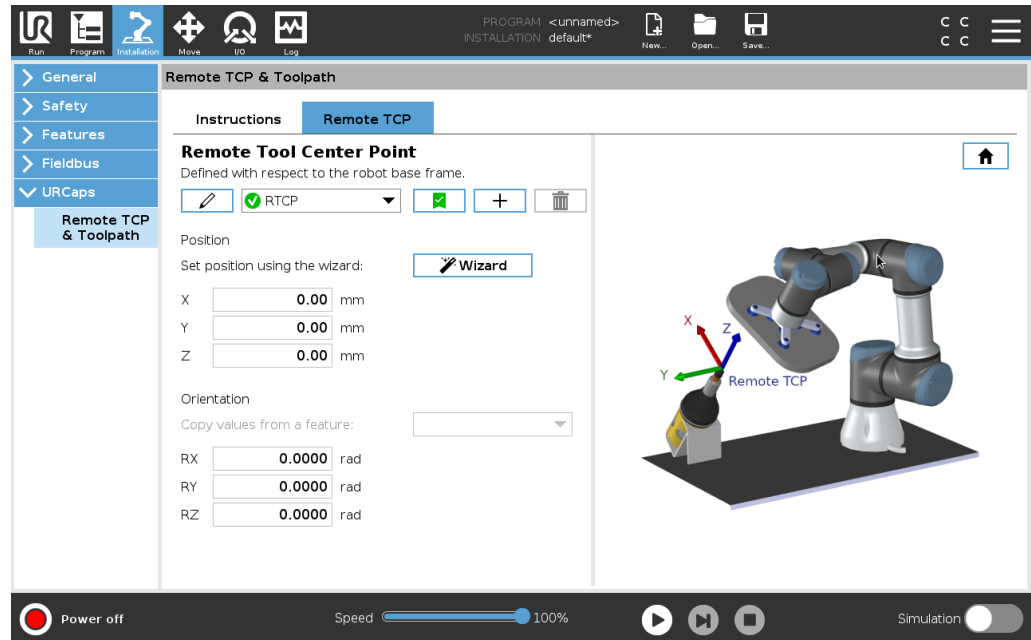 UR
PROGRAM <unnamed>
INSTALLATION default*
C C
C C
Run Program Installation Move I/O Log New... Open... Save...
General
Safety
Features
Fieldbus
URCaps
Remote TCP
& Toolpath
Remote TCP & Toolpath
Instructions Remote TCP
Remote Tool Center Point
Defined with respect to the robot base frame.
RTCP
Position
Set position using the wizard: Wizard
X 0.00 mm
Y 0.00 mm
Z 0.00 mm
Orientation
Copy values from a feature:
RX 0.0000 rad
RY 0.0000 rad
RZ 0.0000 rad
X
Z
Y
Remote TCP
Power off Speed 100% Simulation